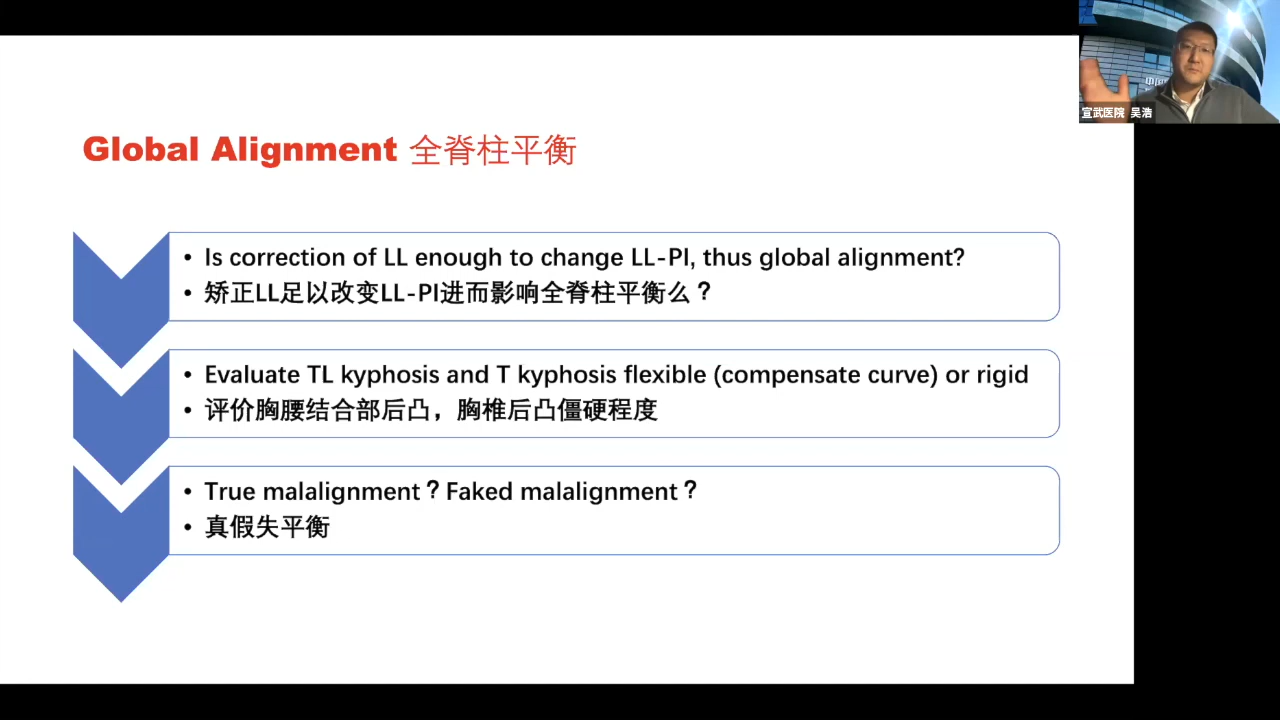 Global Alignment 全脊柱平衡
• Is correction of LL enough to change LL-PI, thus global alignment?
• 矫正LL足以改变LL-PI进而影响全脊柱平衡么？
• Evaluate TL kyphosis and T kyphosis flexible (compensate curve) or rigid
• 评价胸腰结合部后凸，胸椎后凸僵硬程度
• True malalignment？Faked malalignment？
• 真假失平衡
宣武医院 吴浩